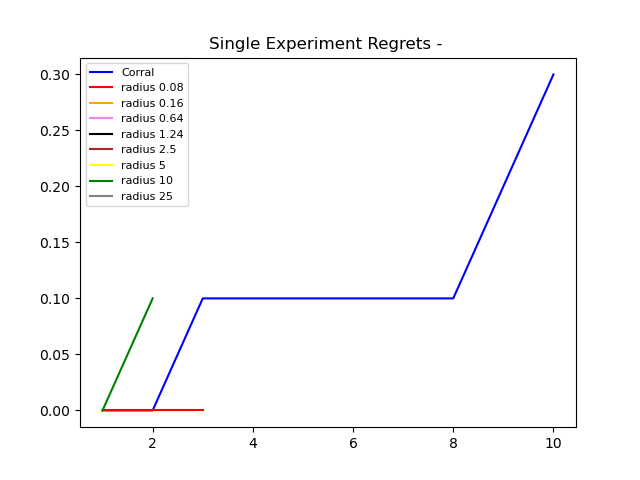 Single Experiment Regrets -
Corral
radius 0.08
radius 0.16
radius 0.64
radius 1.24
radius 2.5
radius 5
radius 10
radius 25
0.30
0.25
0.20
0.15
0.10
0.05
0.00
2 4 6 8 10